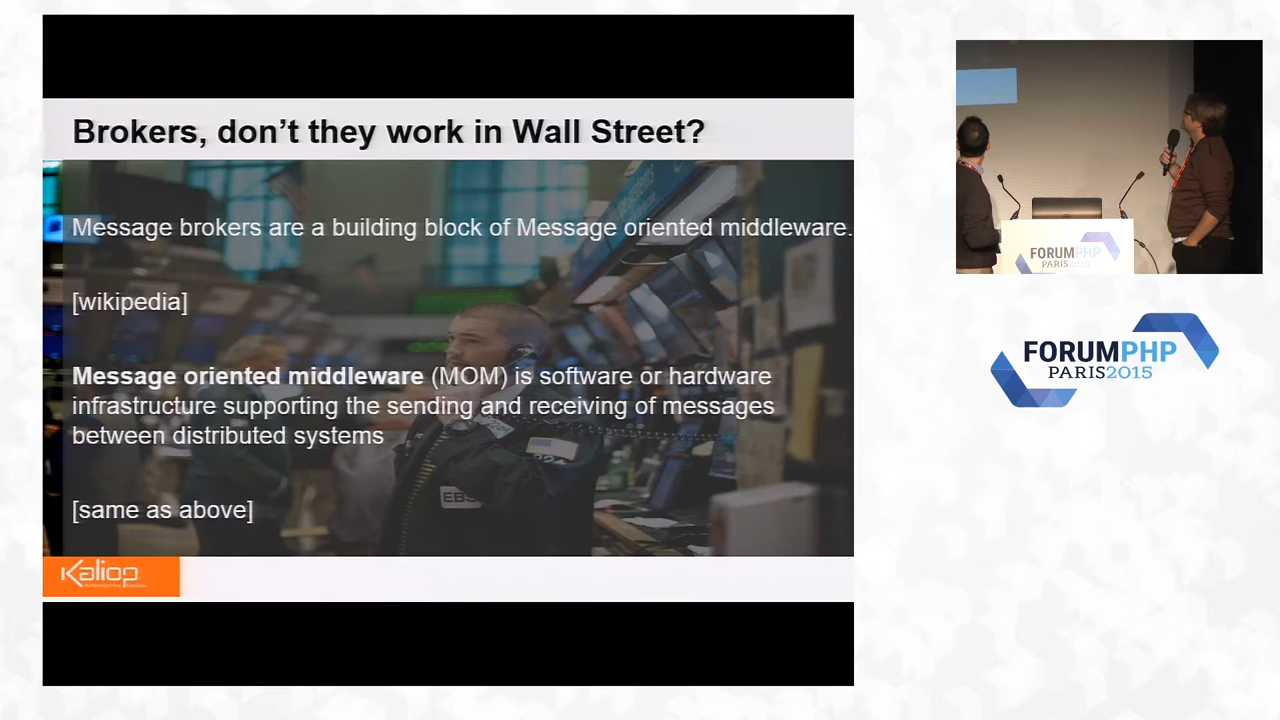 Brokers, don't they work in Wall Street?
Message brokers are a building block of Message oriented middleware.
[wikipedia]
Message oriented middleware (MOM) is software or hardware
infrastructure supporting the sending and receiving of messages
between distributed systems
[same as above]
EBS
Kaliop
FORUMPHP
PARIS2015
FORUMPHP
PARIS2015